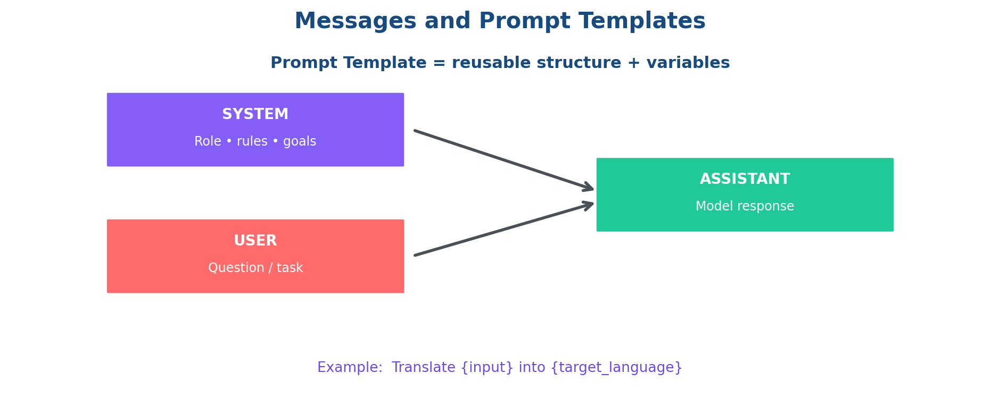 Messages and Prompt Templates
Prompt Template = reusable structure + variables
SYSTEM
Role • rules • goals
USER
Question / task
ASSISTANT
Model response
Example:  Translate {input} into {target_language}